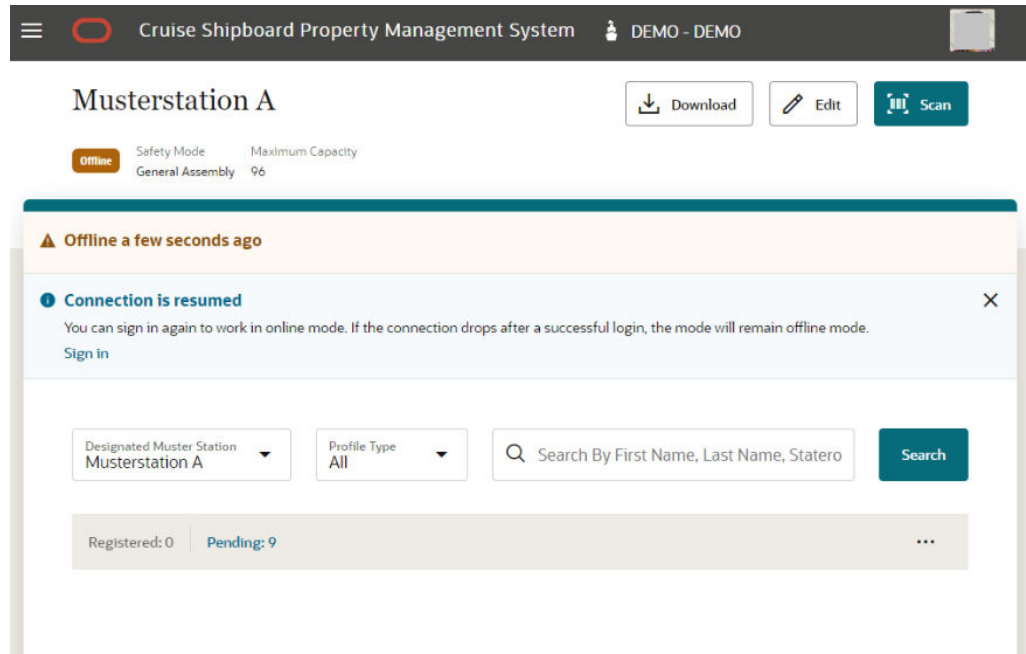 Cruise Shipboard Property Management System DEMO - DEMO
Musterstation A
Download Edit Scan
Offline
Safety Mode Maximum Capacity
General Assembly 96
Offline a few seconds ago
Connection is resumed
You can sign in again to work in online mode. If the connection drops after a successful login, the mode will remain offline mode.
Sign in
Designated Muster Station Profile Type
Musterstation A All Search By First Name, Last Name, Statero Search
Registered: 0 Pending: 9